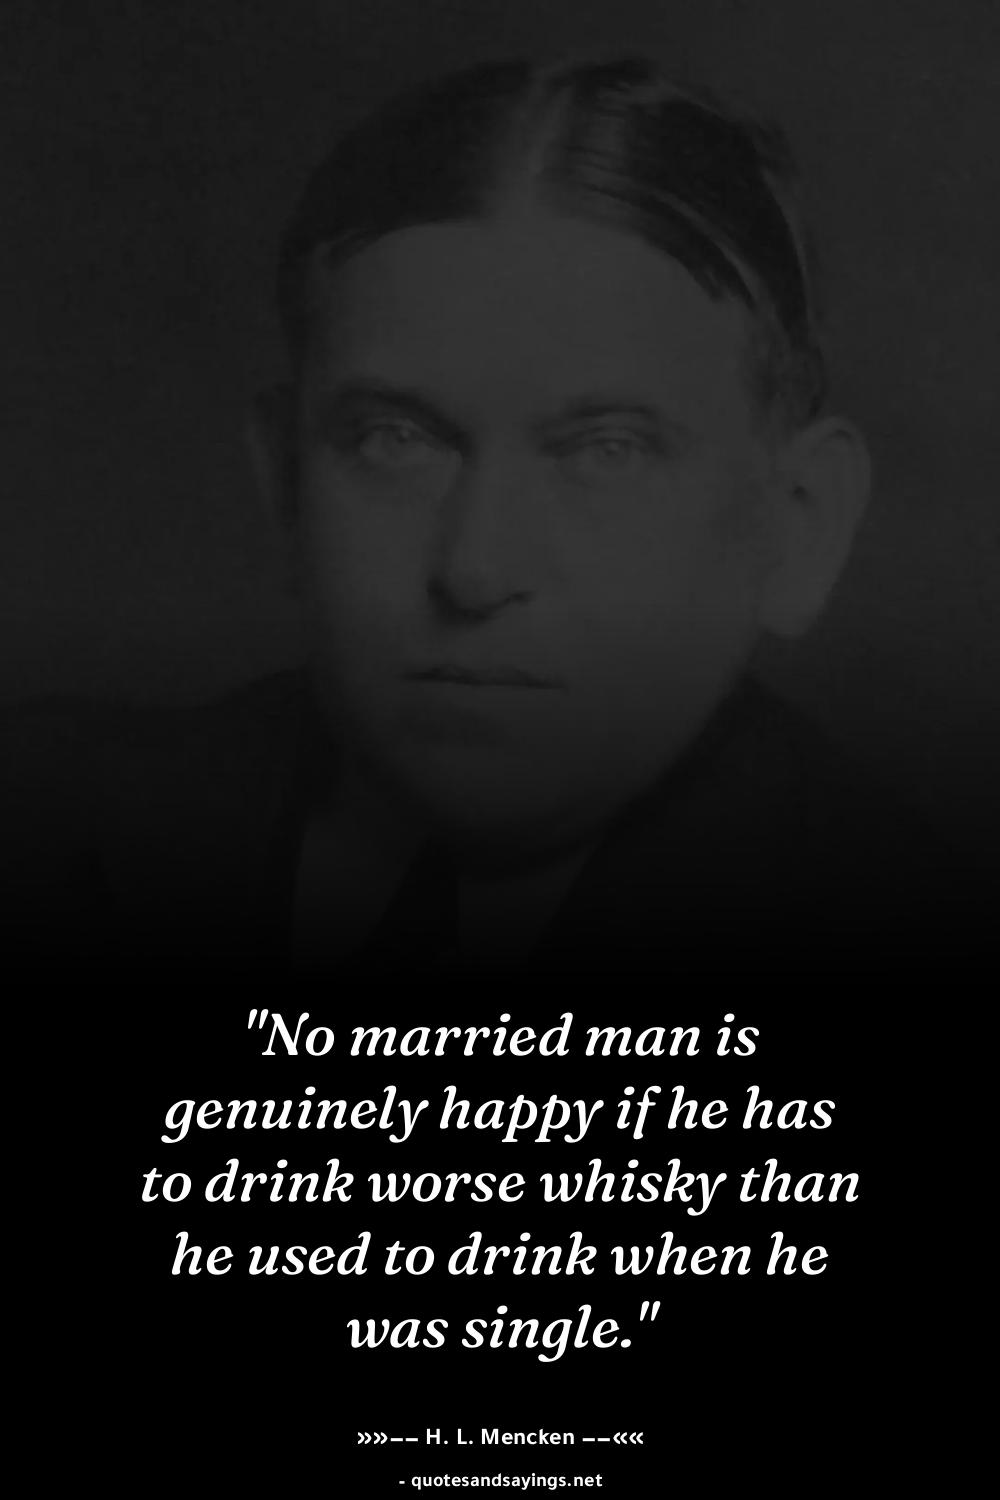 "No married man is
genuinely happy if he has
to drink worse whisky than
he used to drink when he
was single."
»»−− H. L. Mencken −−««
- quotesandsayings.net